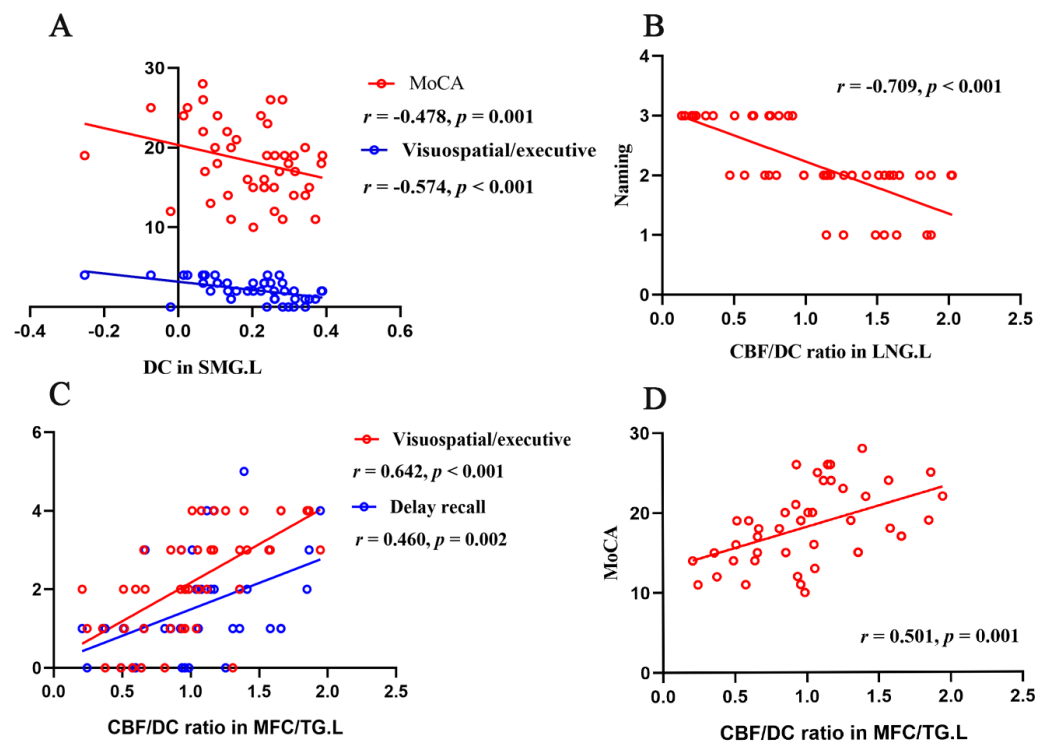 A
30
20
10
-0.4
-0.2
0.0
0.2
0.4
0.6
DC in SMG.L
MoCA
r = -0.478, p = 0.001
Visuospatial/executive
r = -0.574, p < 0.001
B
4
3
2
1
0
Naming
0.0
0.5
1.0
1.5
2.0
2.5
CBF/DC ratio in LNG.L
r = -0.709, p < 0.001
C
6
4
2
0
0.0
0.5
1.0
1.5
2.0
2.5
CBF/DC ratio in MFC/TG.L
Visuospatial/executive
r = 0.642, p < 0.001
Delay recall
r = 0.460, p = 0.002
D
30
20
10
0
MoCA
0.0
0.5
1.0
1.5
2.0
2.5
CBF/DC ratio in MFC/TG.L
r = 0.501, p = 0.001